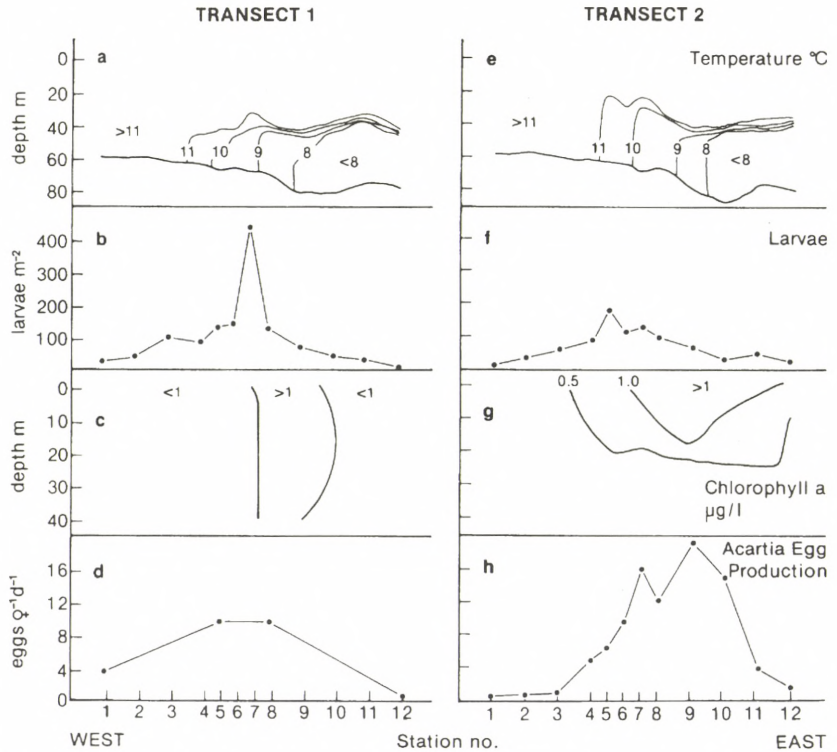 TRANSECT 1
TRANSECT 2
a
0
20
40
60
80
depth m
>11
11
10
9
8
<8
e
Temperature °C
>11
11
10
9
8
<8
b
400
300
200
100
larvae m⁻²
f
Larvae
c
0
10
20
30
40
depth m
<1
>1
<1
g
0.5
1.0
>1
Chlorophyll a
µg/l
d
16
12
8
4
0
eggs ♀⁻¹d⁻¹
h
Acartia Egg
Production
1 2 3 4 5 6 7 8 9 10 11 12
1 2 3 4 5 6 7 8 9 10 11 12
WEST
Station no.
EAST